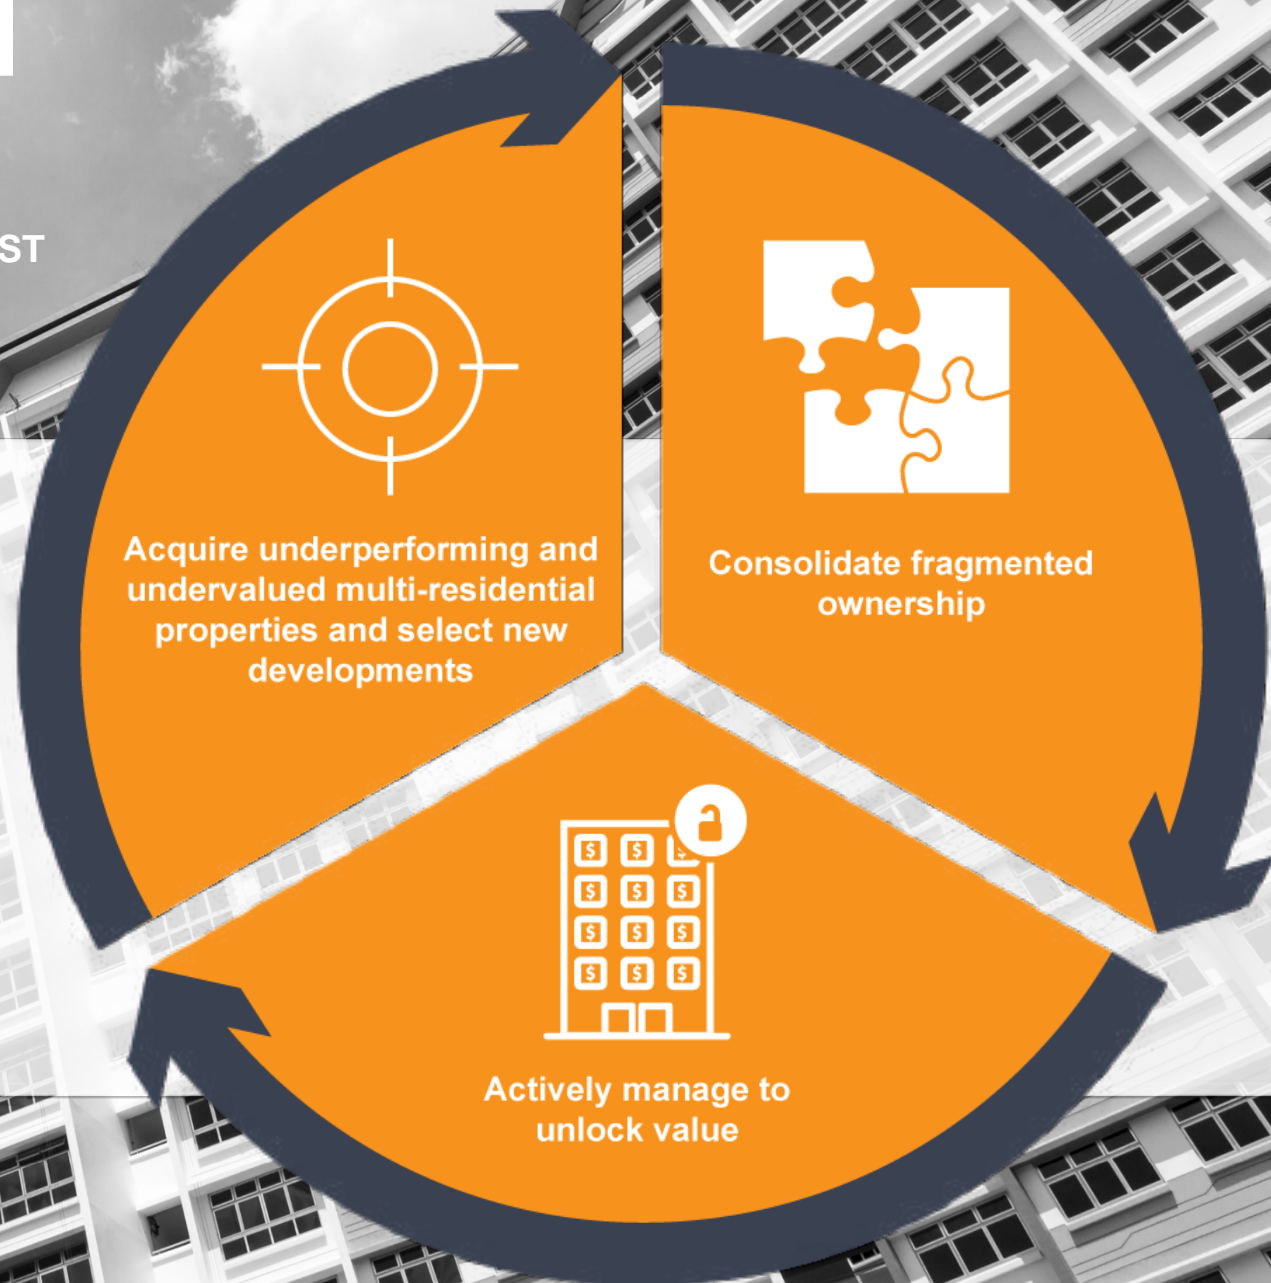 ST
Acquire underperforming and
undervalued multi-residential
properties and select new
developments
Consolidate fragmented
ownership
Actively manage to
unlock value
$ $ $
$ $ $
$ $ $
$ $ $